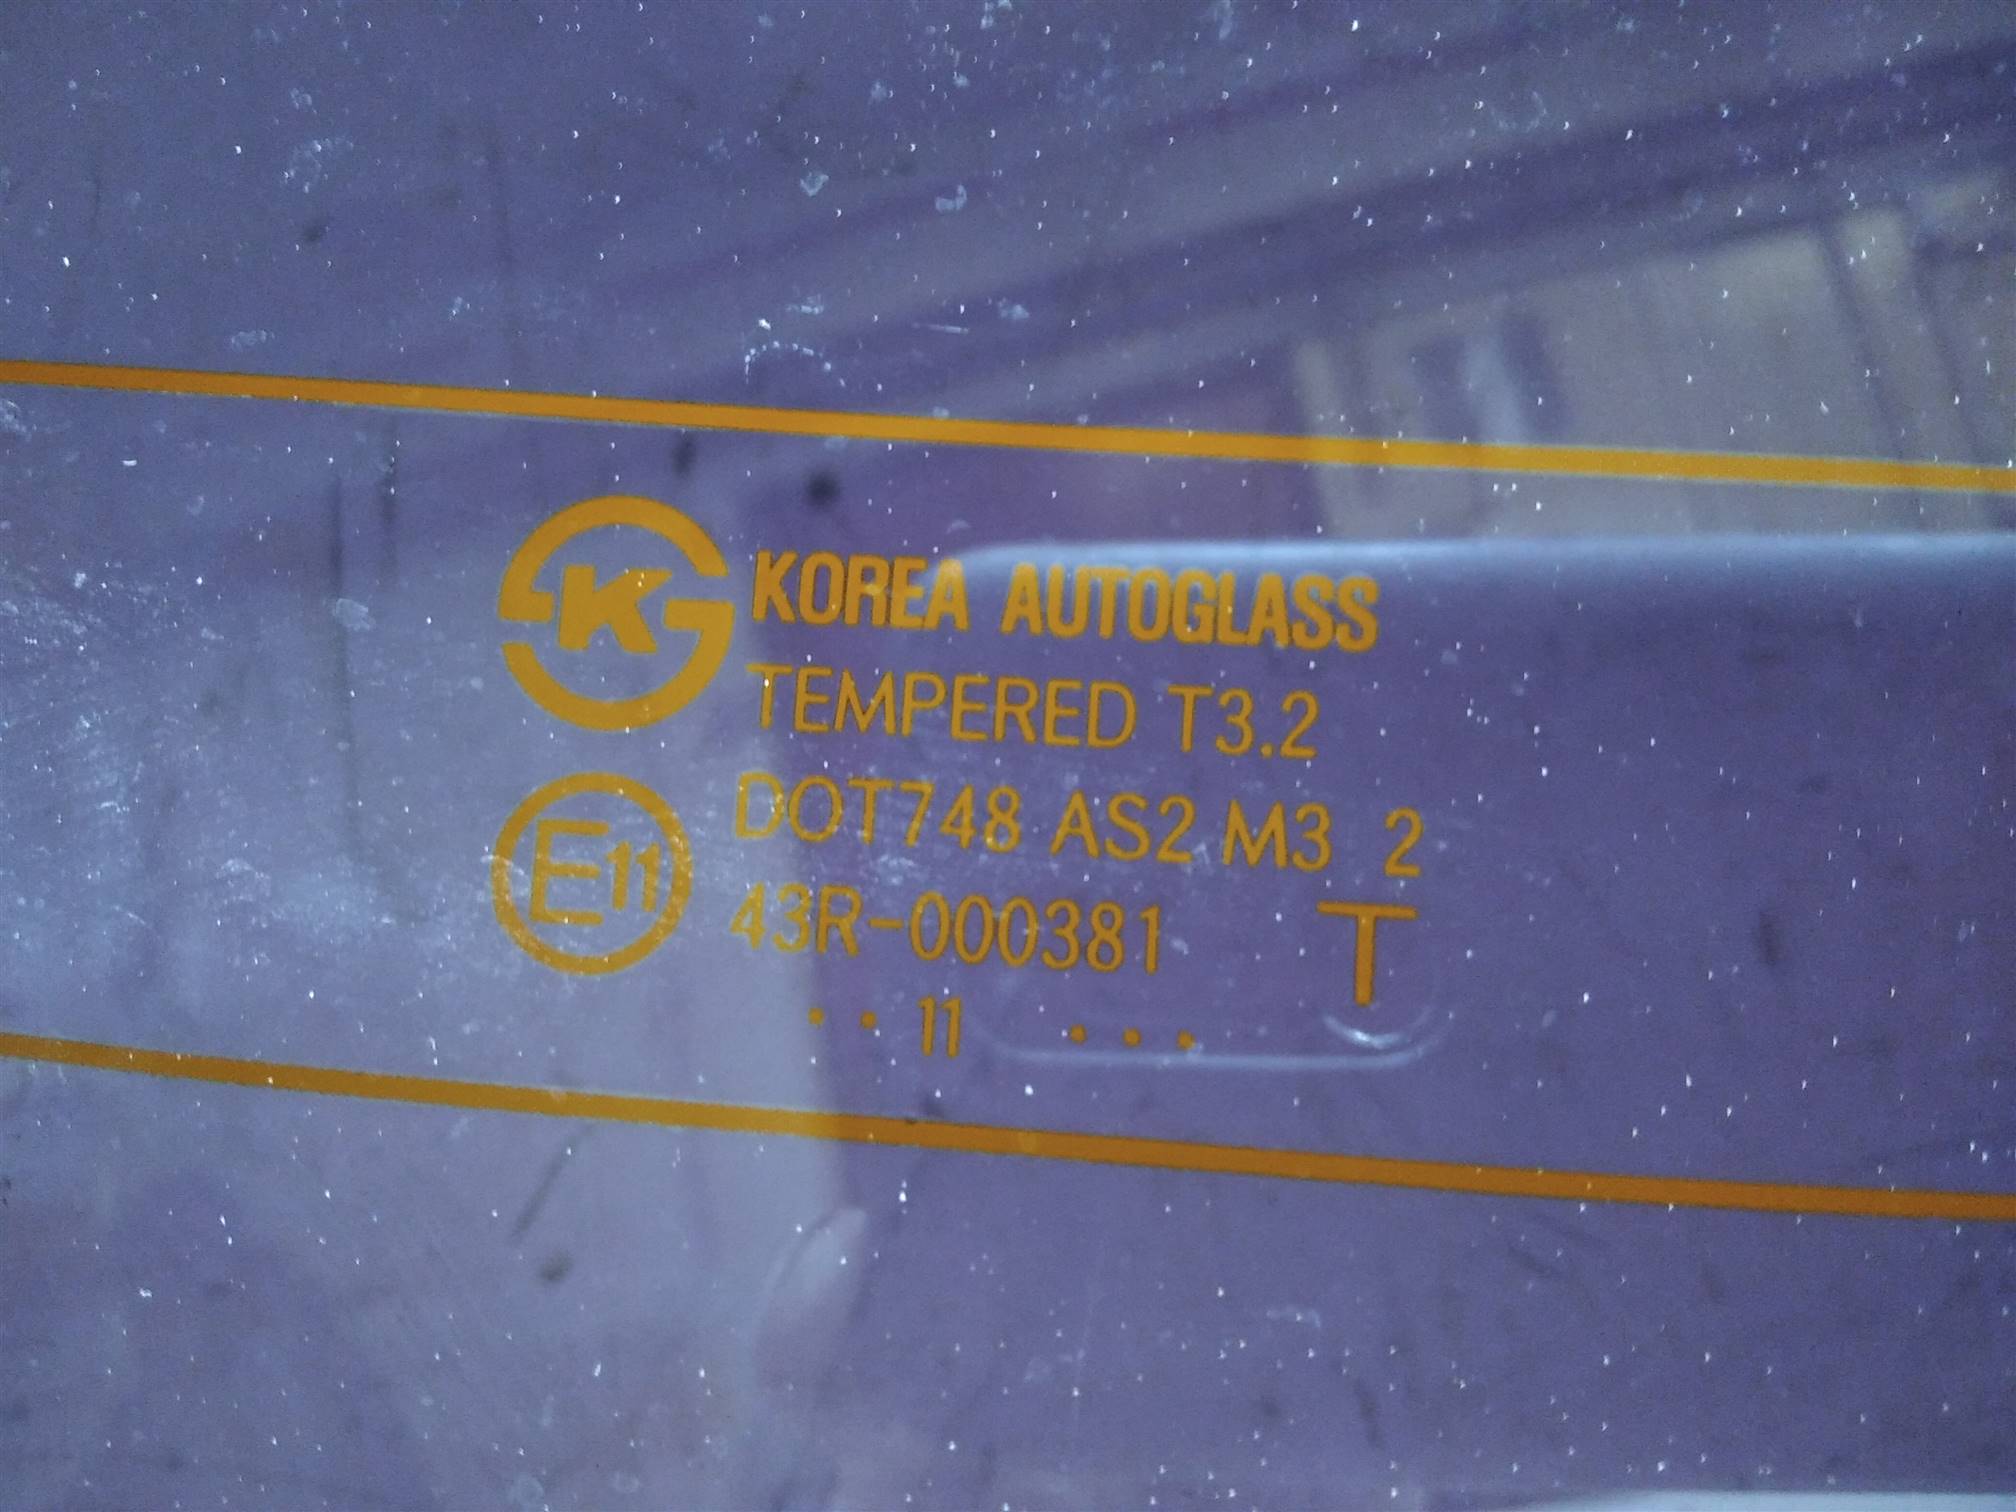 K KOREA AUTOGLASS
TEMPERED T3.2
DOT748 AS2 M3 2
E11 43R-000381 T
.. 11 ...